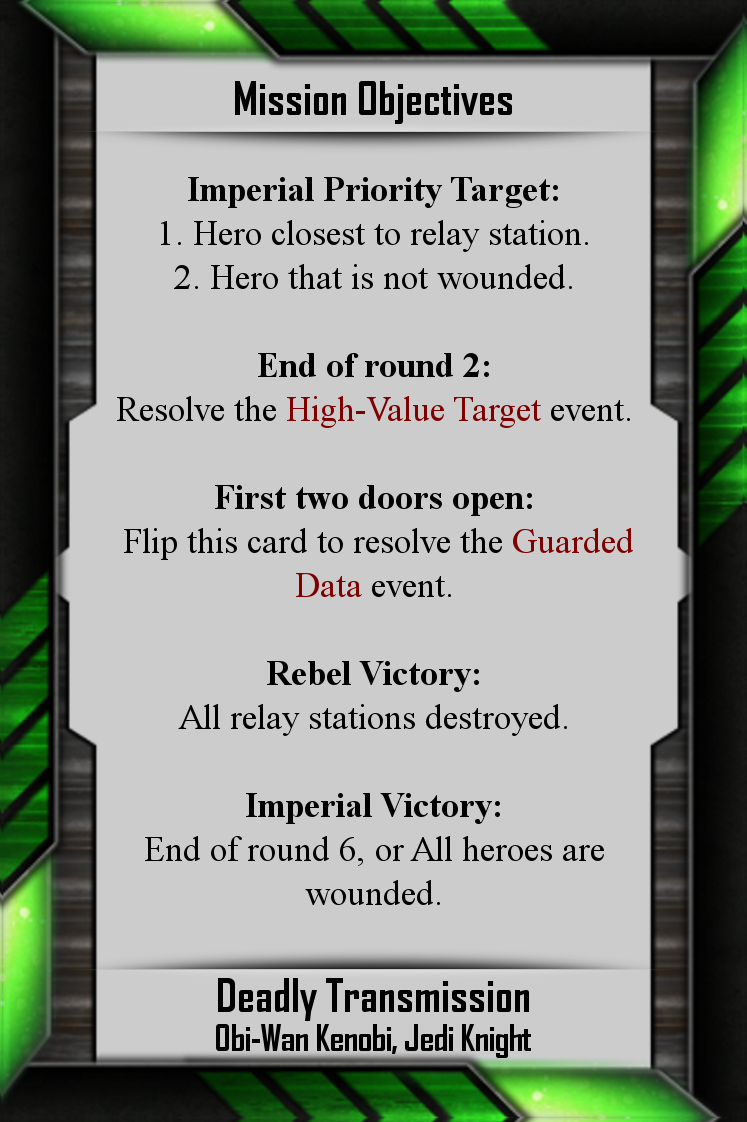 Mission Objectives
Imperial Priority Target:
1. Hero closest to relay station.
2. Hero that is not wounded.
End of round 2:
Resolve the High-Value Target event.
First two doors open:
Flip this card to resolve the Guarded
Data event.
Rebel Victory:
All relay stations destroyed.
Imperial Victory:
End of round 6, or All heroes are
wounded.
Deadly Transmission
Obi-Wan Kenobi, Jedi Knight